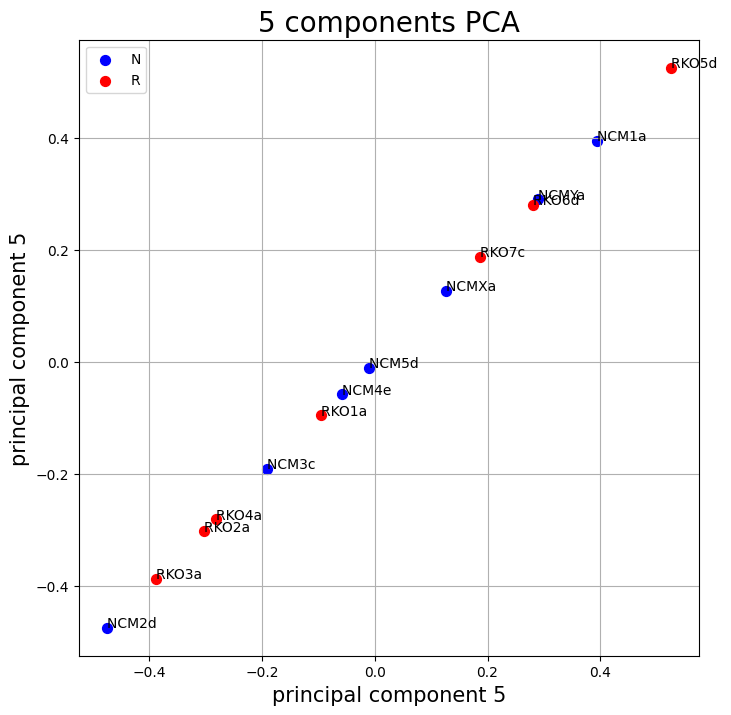 5 components PCA
N
R
RKO5d
NCM1a
NCMYa
RKO6d
RKO7c
NCMXa
NCM5d
NCM4e
RKO1a
NCM3c
RKO4a
RKO2a
RKO3a
NCM2d
0.4
0.2
0.0
−0.2
−0.4
principal component 5
−0.4
−0.2
0.0
0.2
0.4
principal component 5